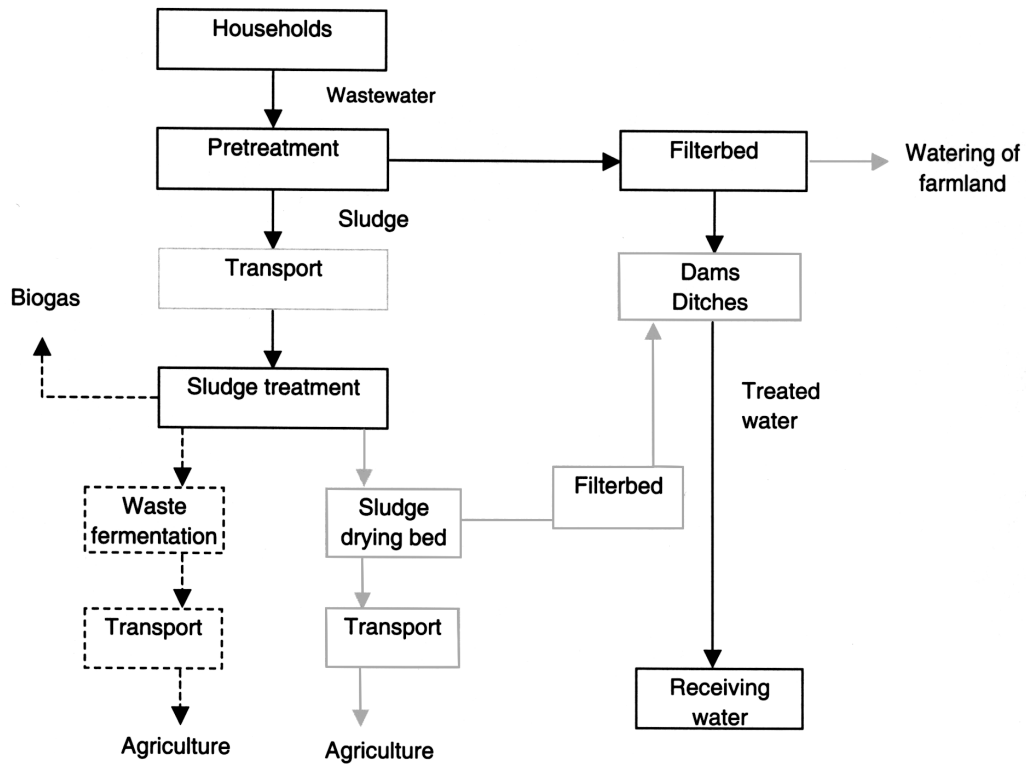 Households
Wastewater
Pretreatment
Filterbed
Watering of
farmland
Sludge
Transport
Dams
Ditches
Biogas
Sludge treatment
Treated
water
Waste
fermentation
Sludge
drying bed
Filterbed
Transport
Transport
Receiving
water
Agriculture
Agriculture